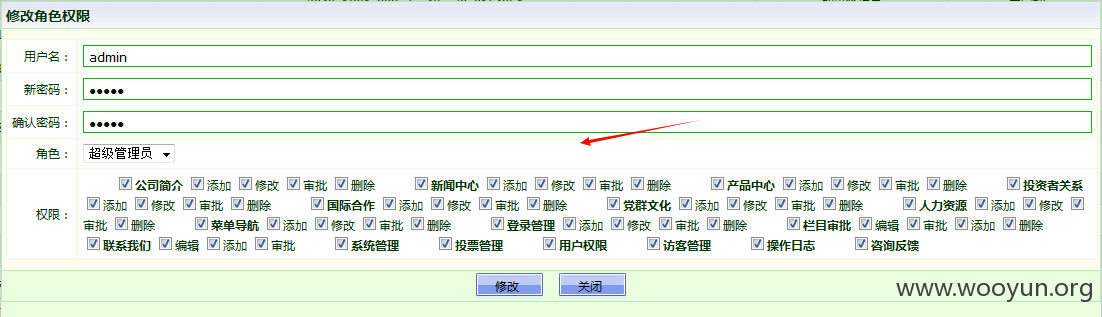 修改角色权限
用户名： admin
新密码： ●●●●●
确认密码： ●●●●●
角色： 超级管理员
公司简介 添加 修改 审批 删除 新闻中心 添加 修改 审批 删除 产品中心 添加 修改 审批 删除 投资者关系
添加 修改 审批 删除 国际合作 添加 修改 审批 删除 党群文化 添加 修改 审批 删除 人力资源 添加 修改
权限：
审批 删除 菜单导航 添加 修改 审批 删除 登录管理 添加 修改 审批 删除 栏目审批 编辑 审批 添加 删除
联系我们 编辑 添加 审批 系统管理 投票管理 用户权限 访客管理 操作日志 咨询反馈
修改 关闭
www.wooyun.org